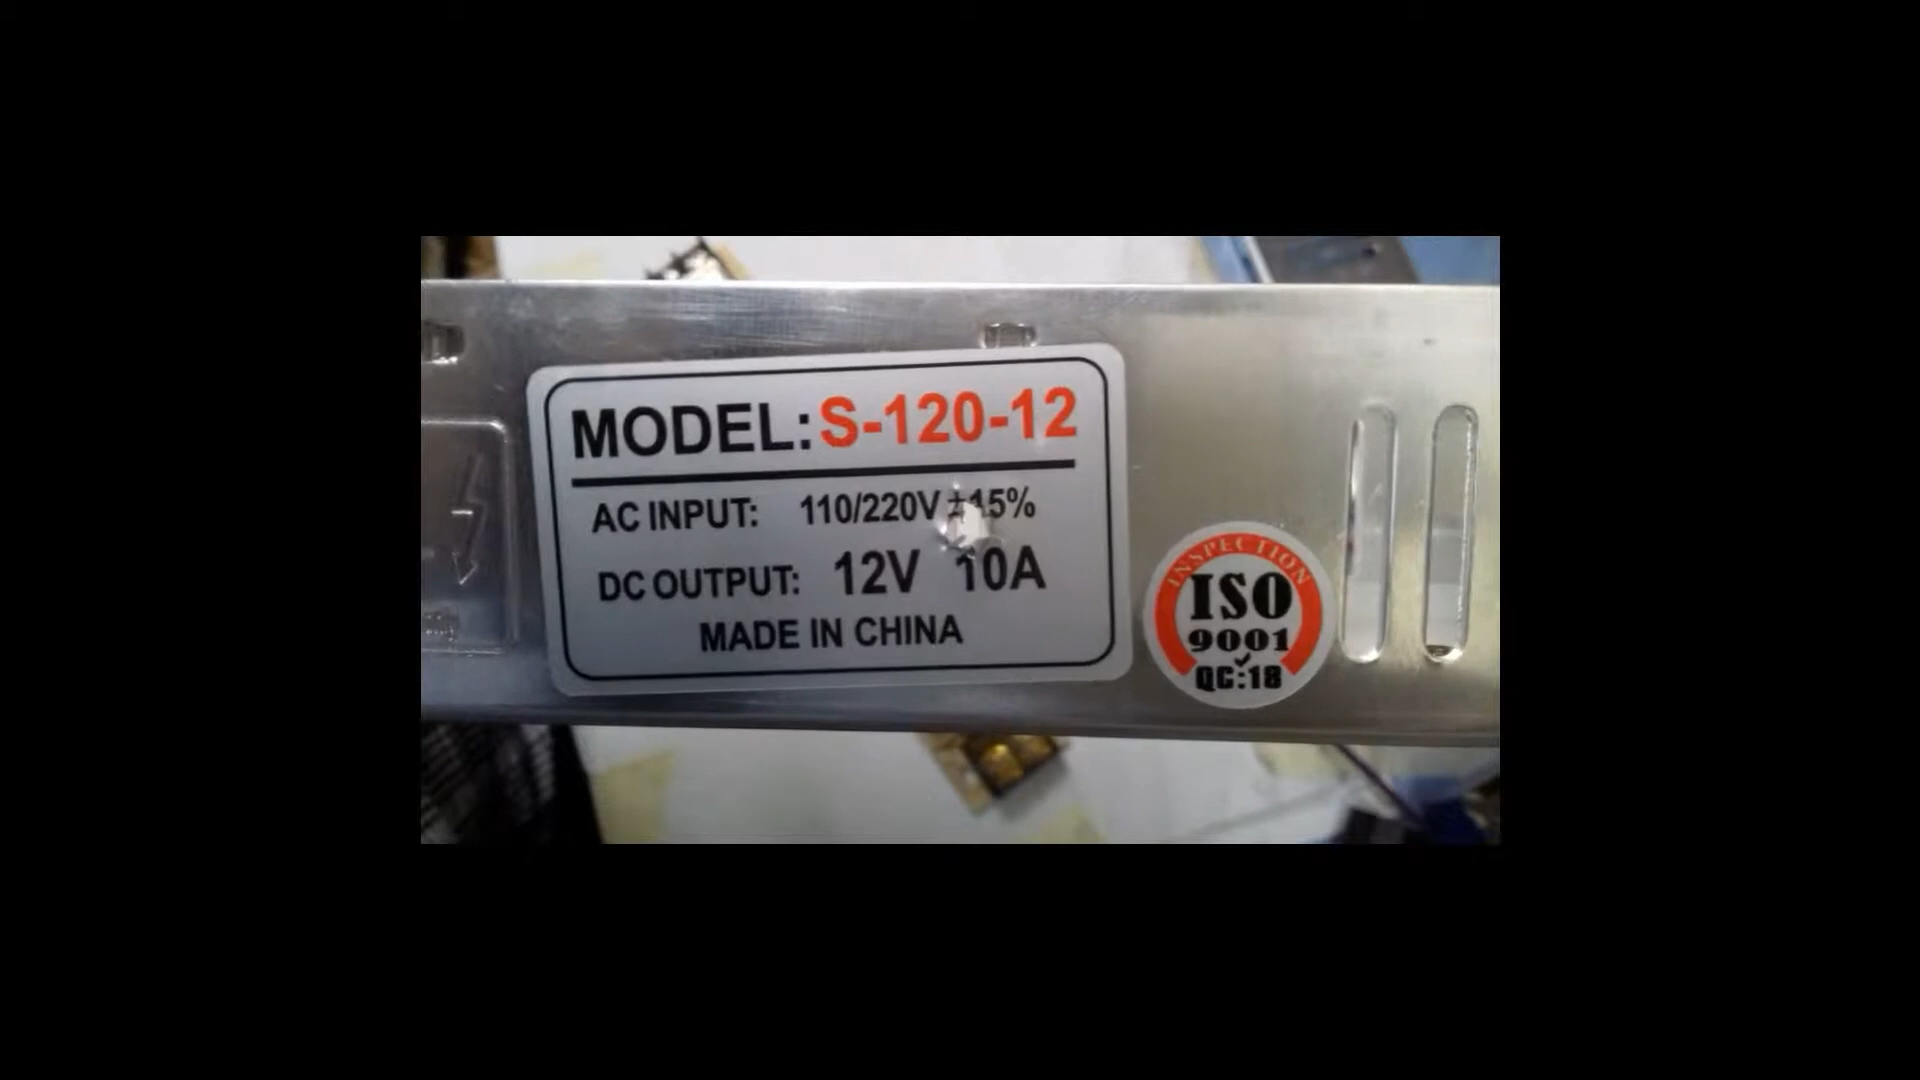 MODEL:S-120-12
AC INPUT: 110/220V ±15%
DC OUTPUT: 12V 10A
MADE IN CHINA
INSPECTION
ISO
9001
QC:18